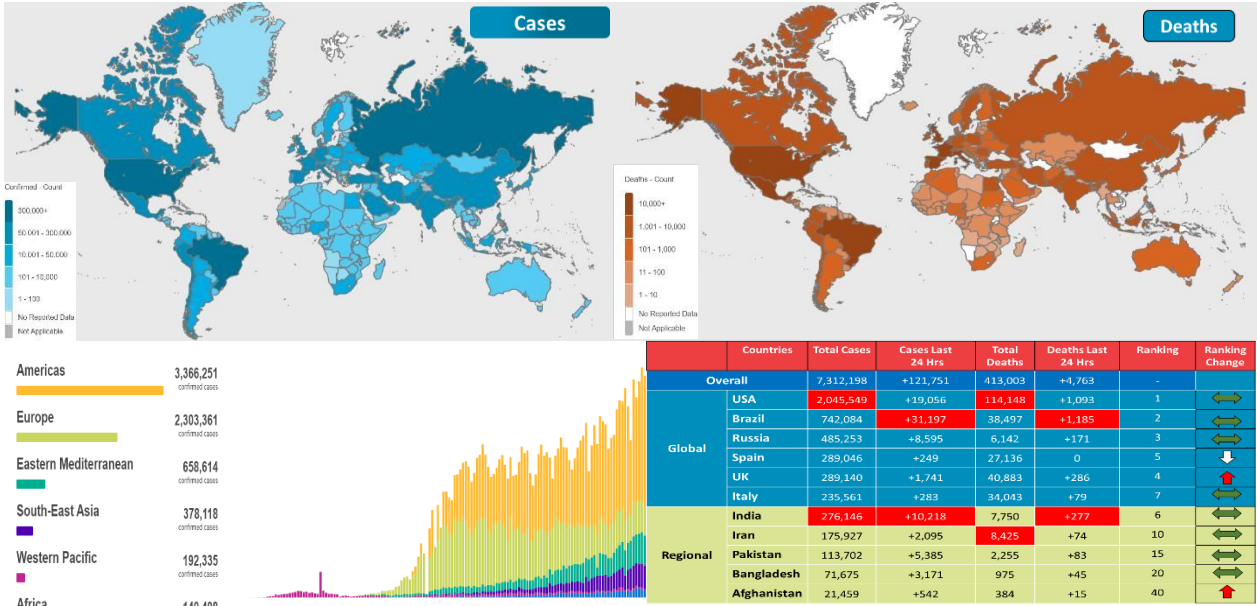 Cases
Deaths
Confirmed - Count
300,000+
50,001 - 300,000
10,001 - 50,000
101 - 10,000
1 - 100
No Reported Data
Not Applicable
Deaths - Count
10,000+
1,001 - 10,000
101 - 1,000
11 - 100
1 - 10
No Reported Data
Not Applicable
Americas 3,366,251
confirmed cases
Europe 2,303,361
confirmed cases
Eastern Mediterranean 658,614
confirmed cases
South-East Asia 378,118
confirmed cases
Western Pacific 192,335
confirmed cases
Africa
Countries Total Cases Cases Last 24 Hrs Total Deaths Deaths Last 24 Hrs Ranking Ranking Change
Overall 7,312,198 +121,751 413,003 +4,763 -
Global
USA 2,045,549 +19,056 114,148 +1,093 1
Brazil 742,084 +31,197 38,497 +1,185 2
Russia 485,253 +8,595 6,142 +171 3
Spain 289,046 +249 27,136 0 5
UK 289,140 +1,741 40,883 +286 4
Italy 235,561 +283 34,043 +79 7
Regional
India 276,146 +10,218 7,750 +277 6
Iran 175,927 +2,095 8,425 +74 10
Pakistan 113,702 +5,385 2,255 +83 15
Bangladesh 71,675 +3,171 975 +45 20
Afghanistan 21,459 +542 384 +15 40